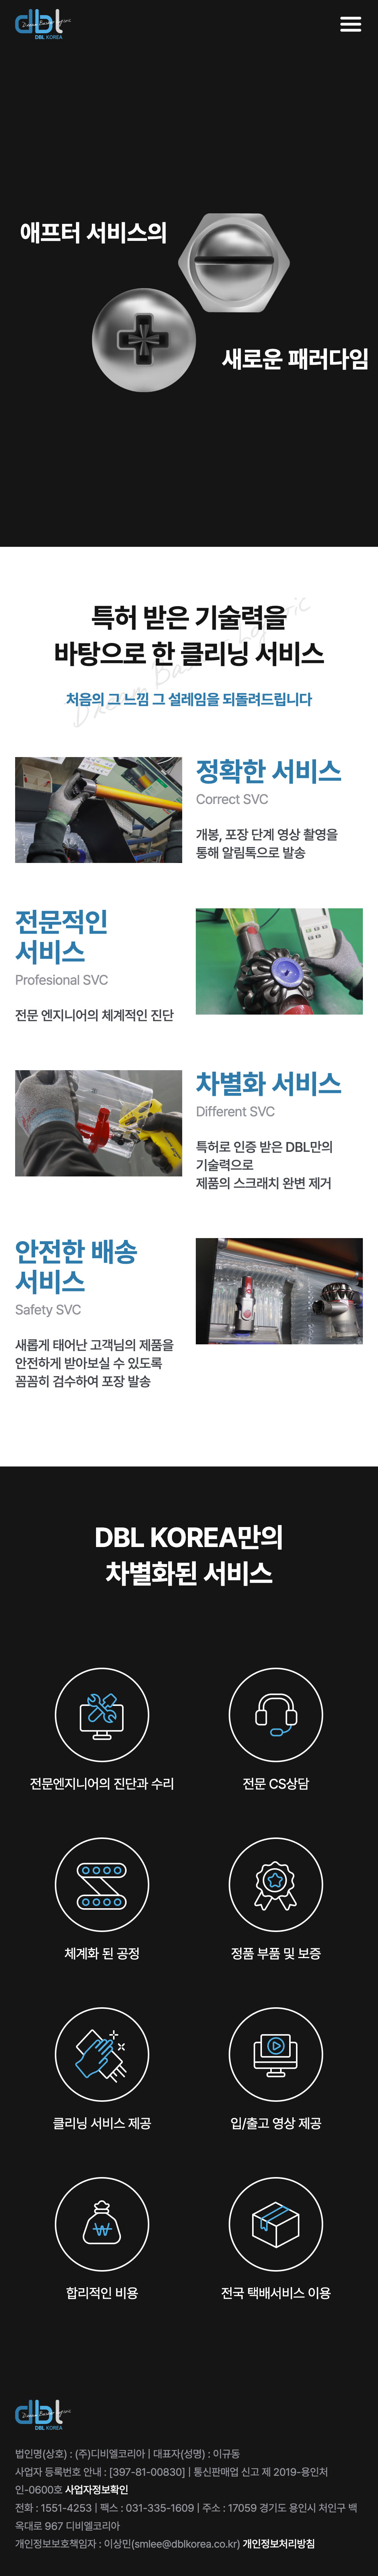 dbl
DBL KOREA
애프터 서비스의
새로운 패러다임
특허 받은 기술력을
바탕으로 한 클리닝 서비스
처음의 그 느낌 그 설레임을 되돌려드립니다
정확한 서비스
Correct SVC
개봉, 포장 단계 영상 촬영을
통해 알림톡으로 발송
전문적인
서비스
Profesional SVC
전문 엔지니어의 체계적인 진단
차별화 서비스
Different SVC
특허로 인증 받은 DBL만의
기술력으로
제품의 스크래치 완변 제거
안전한 배송
서비스
Safety SVC
새롭게 태어난 고객님의 제품을
안전하게 받아보실 수 있도록
꼼꼼히 검수하여 포장 발송
DBL KOREA만의
차별화된 서비스
전문엔지니어의 진단과 수리
전문 CS상담
체계화 된 공정
정품 부품 및 보증
클리닝 서비스 제공
입/출고 영상 제공
합리적인 비용
전국 택배서비스 이용
dbl
DBL KOREA
법인명(상호) : (주)디비엘코리아 | 대표자(성명) : 이규동
사업자 등록번호 안내 : [397-81-00830] | 통신판매업 신고 제 2019-용인처
인-0600호 사업자정보확인
전화 : 1551-4253 | 팩스 : 031-335-1609 | 주소 : 17059 경기도 용인시 처인구 백
옥대로 967 디비엘코리아
개인정보보호책임자 : 이상민(smlee@dblkorea.co.kr) 개인정보처리방침